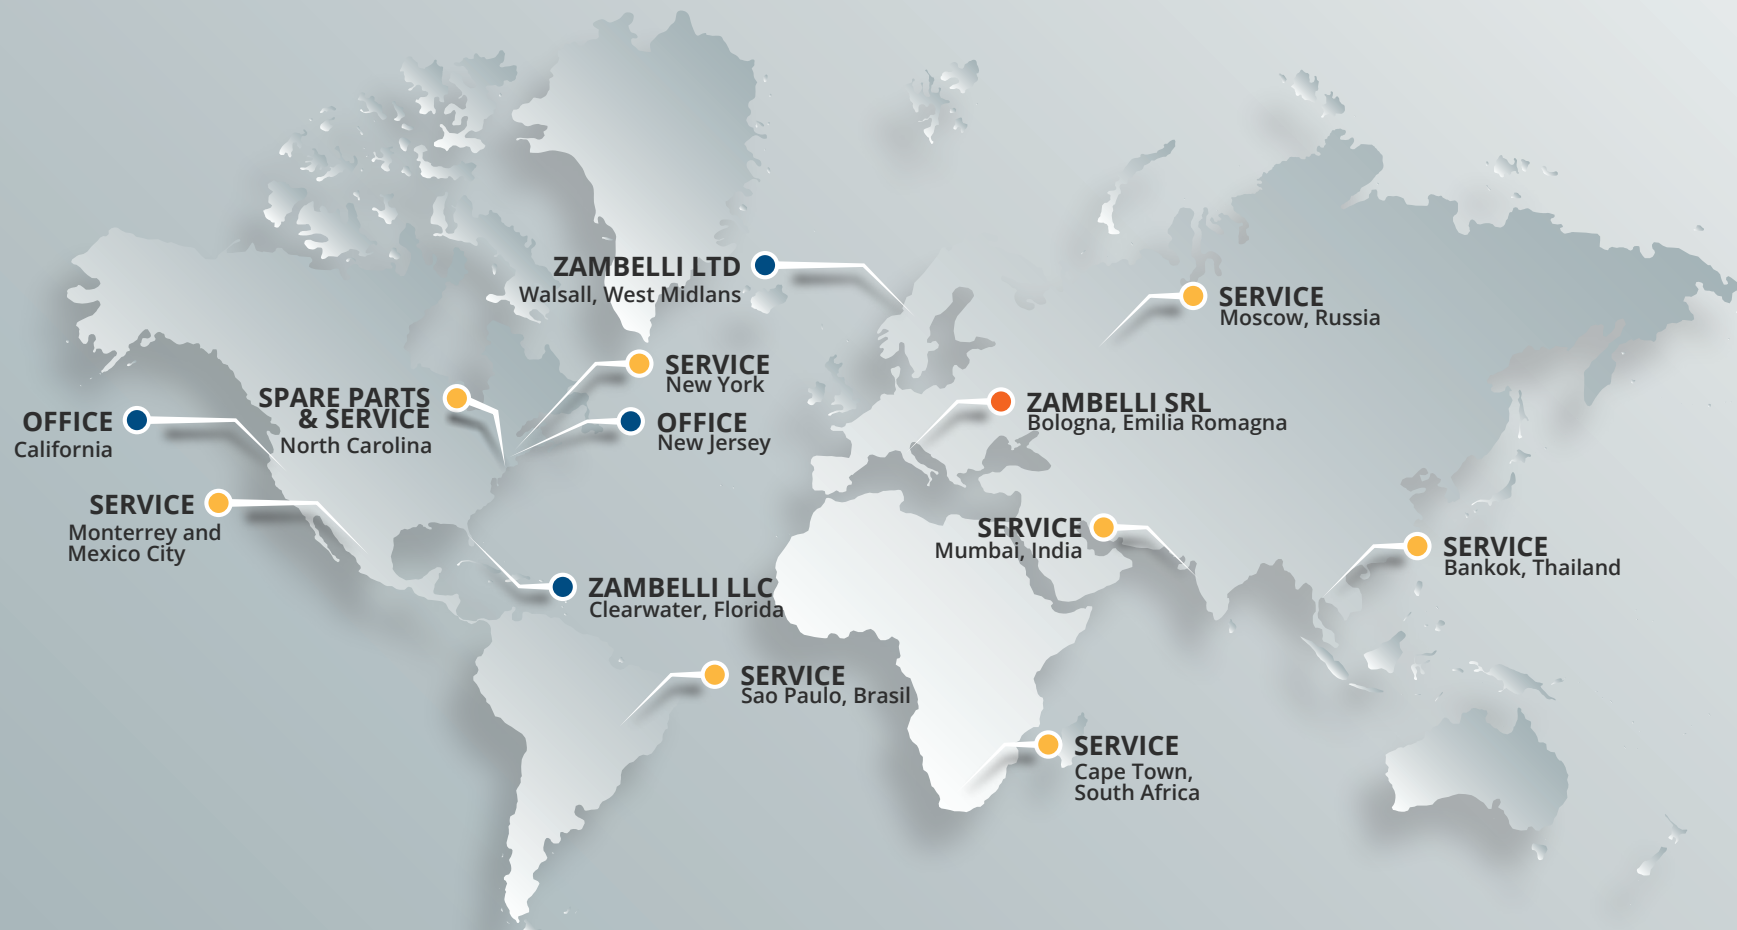 ZAMBELLI LTD
Walsall, West Midlans
SERVICE
Moscow, Russia
SERVICE
New York
SPARE PARTS
& SERVICE
North Carolina
OFFICE
California
OFFICE
New Jersey
ZAMBELLI SRL
Bologna, Emilia Romagna
SERVICE
Monterrey and
Mexico City
SERVICE
Mumbai, India
SERVICE
Bankok, Thailand
ZAMBELLI LLC
Clearwater, Florida
SERVICE
Sao Paulo, Brasil
SERVICE
Cape Town,
South Africa